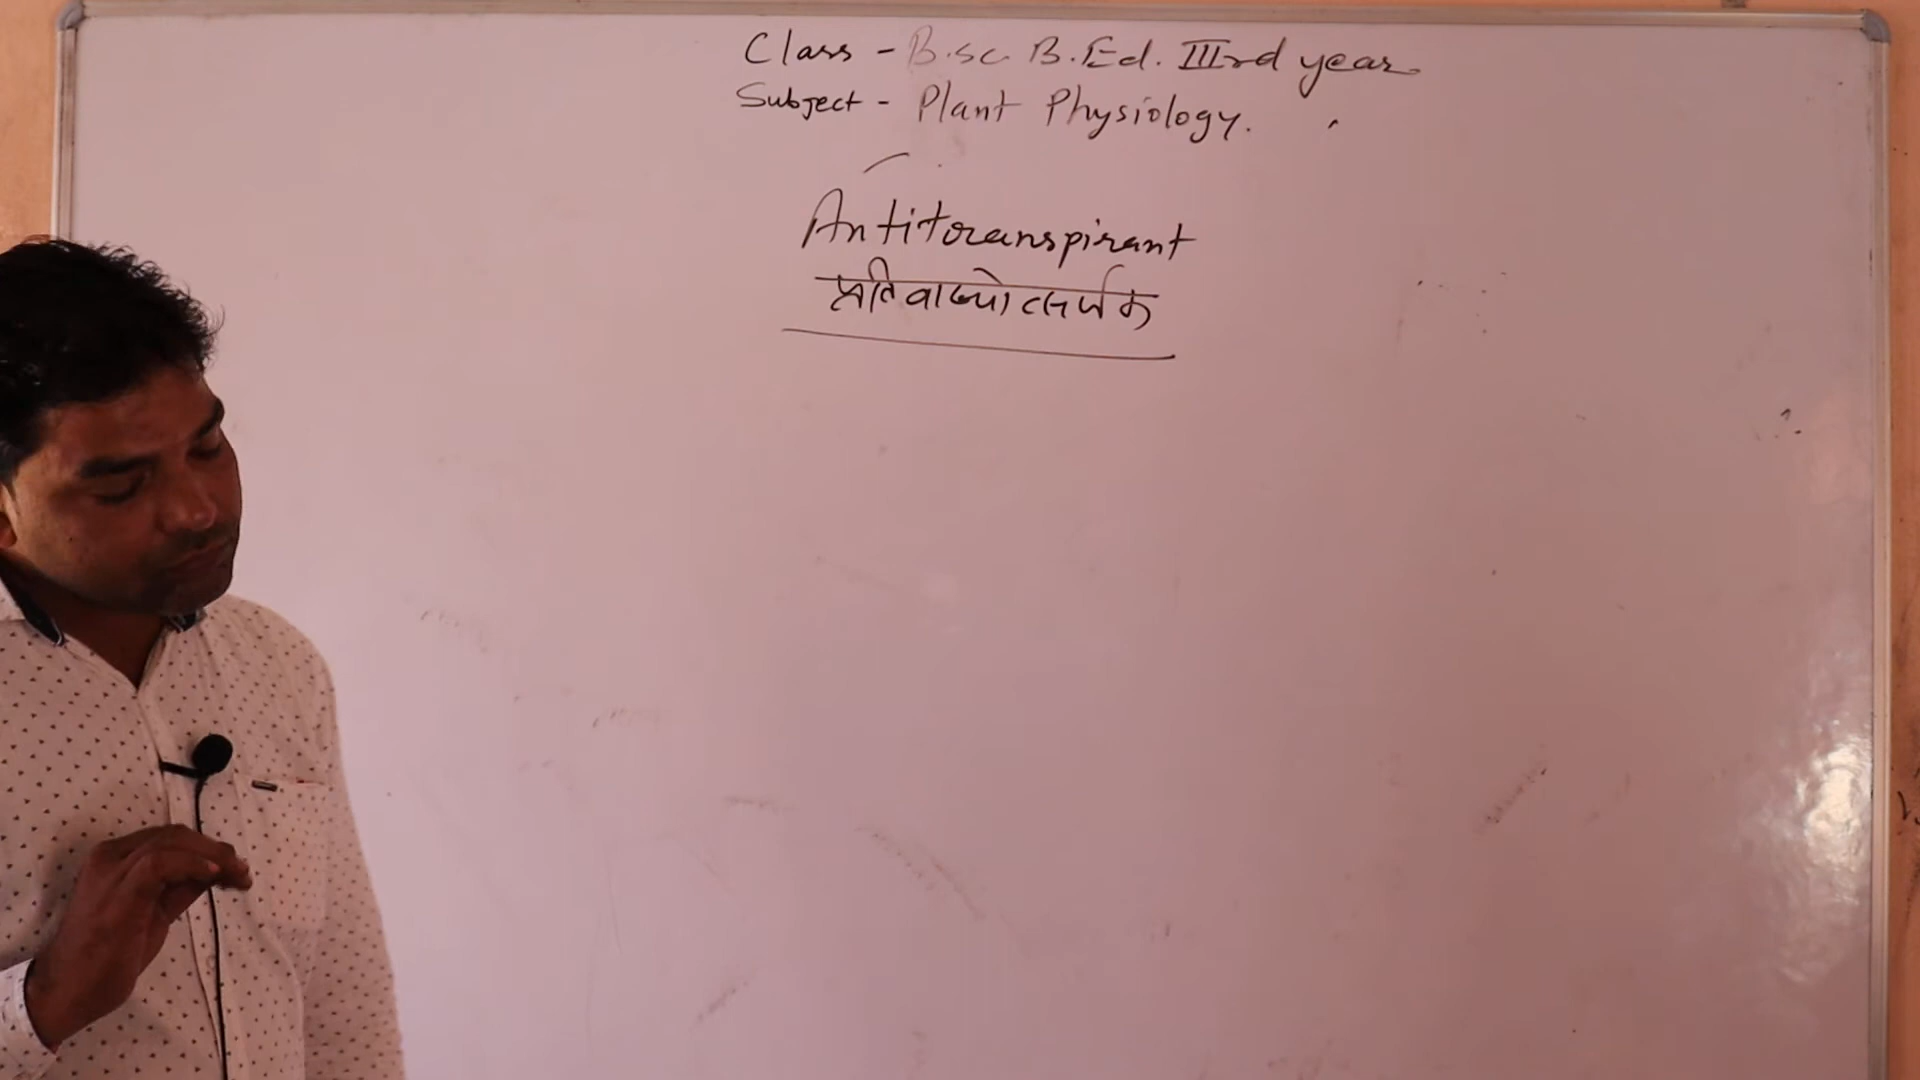 Class - B.Sc. B.Ed. IIIrd year
Subject - Plant Physiology.
Antitranspirant
प्रतिवाष्पोत्सर्जक